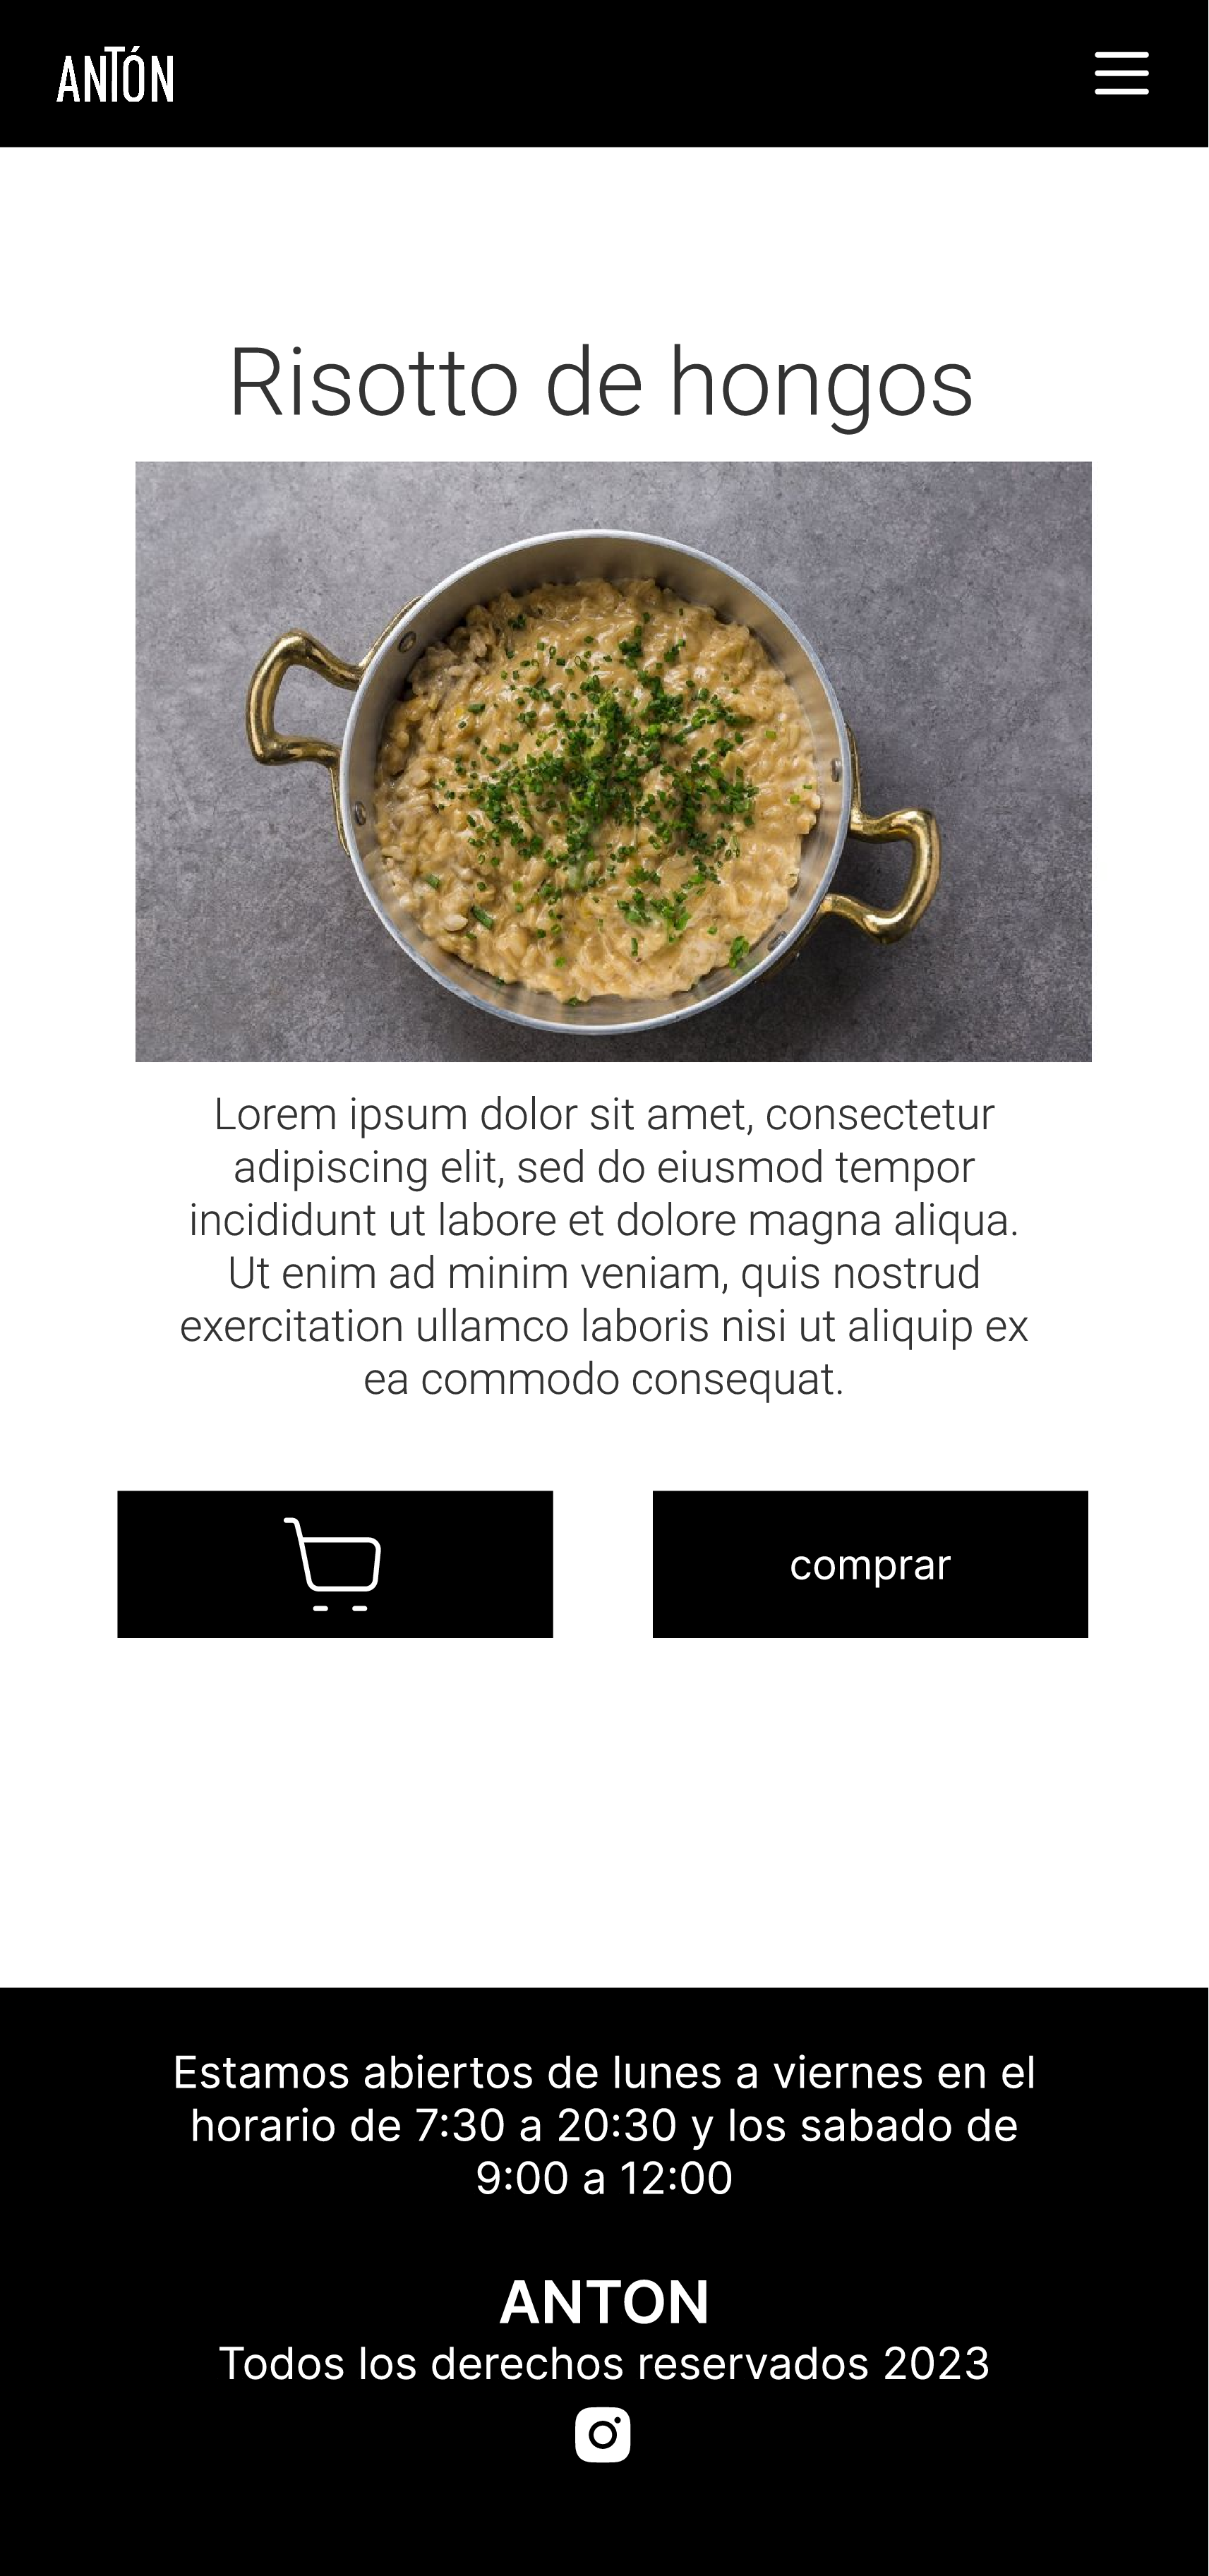 ANTÓN
Risotto de hongos
Lorem ipsum dolor sit amet, consectetur
adipiscing elit, sed do eiusmod tempor
incididunt ut labore et dolore magna aliqua.
Ut enim ad minim veniam, quis nostrud
exercitation ullamco laboris nisi ut aliquip ex
ea commodo consequat.
comprar
Estamos abiertos de lunes a viernes en el
horario de 7:30 a 20:30 y los sabado de
9:00 a 12:00
ANTON
Todos los derechos reservados 2023